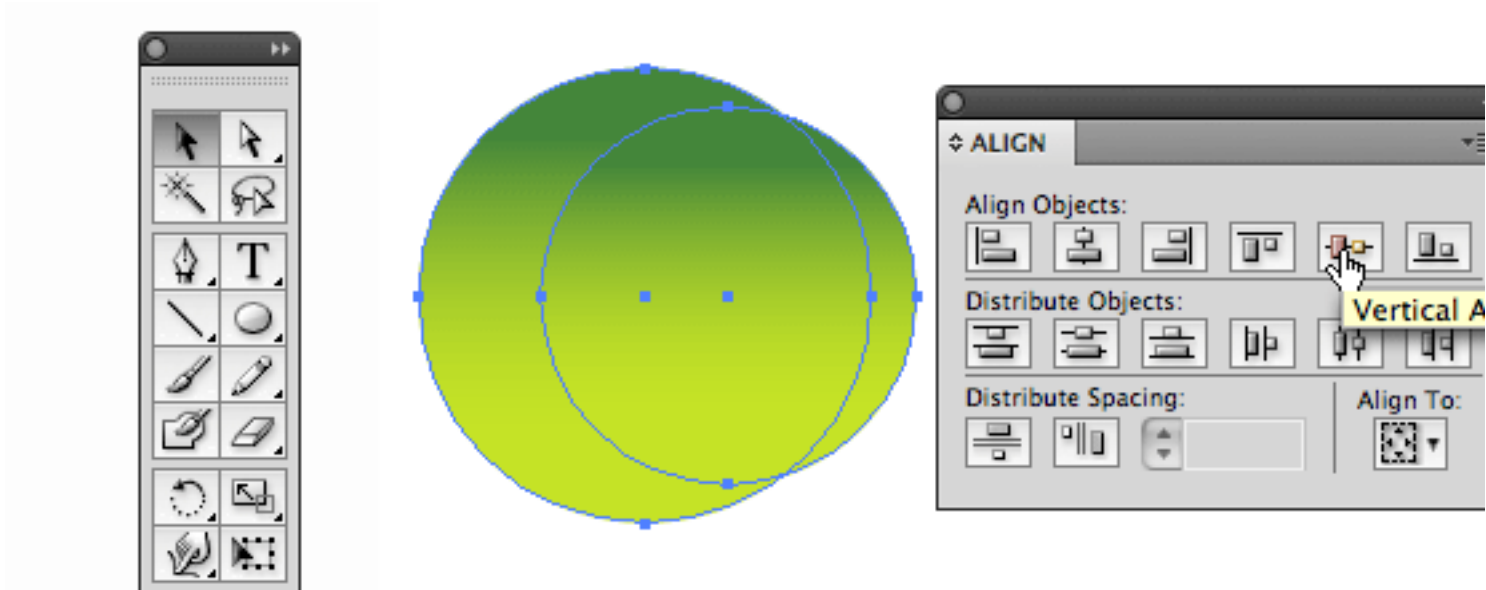 ALIGN
Align Objects:
Distribute Objects:
Vertical A
Distribute Spacing:
Align To: